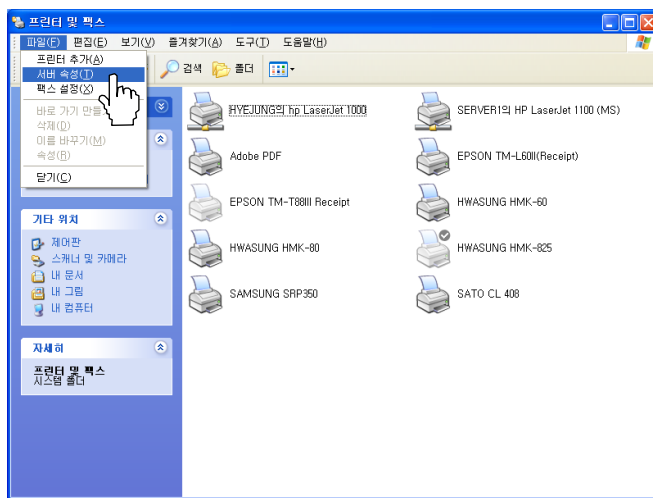 프린터 및 팩스
파일(F) 편집(E) 보기(V) 즐겨찾기(A) 도구(T) 도움말(H)
프린터 추가(A)
서버 속성(T)
팩스 설정(X)
바로 가기 만들
삭제(D)
이름 바꾸기(M)
속성(R)
닫기(C)
검색 폴더
기타 위치
제어판
스캐너 및 카메라
내 문서
내 그림
내 컴퓨터
자세히
프린터 및 팩스
시스템 폴더
HYEJUNG의 hp LaserJet 1000
SERVER1의 HP LaserJet 1100 (MS)
Adobe PDF
EPSON TM-L60II(Receipt)
EPSON TM-T88III Receipt
HWASUNG HMK-60
HWASUNG HMK-80
HWASUNG HMK-825
SAMSUNG SRP350
SATO CL 408